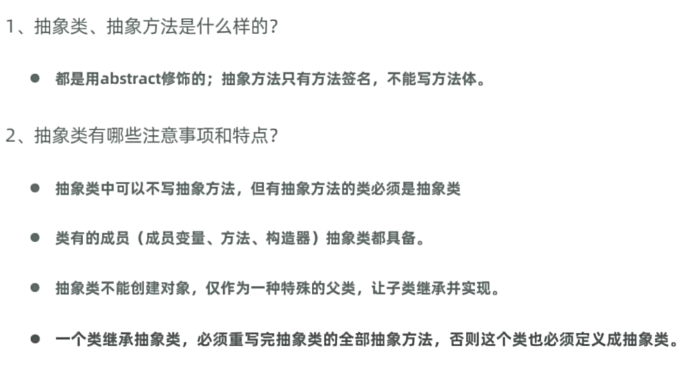 1、抽象类、抽象方法是什么样的？
● 都是用abstract修饰的；抽象方法只有方法签名，不能写方法体。
2、抽象类有哪些注意事项和特点？
● 抽象类中可以不写抽象方法，但有抽象方法的类必须是抽象类
● 类有的成员（成员变量、方法、构造器）抽象类都具备。
● 抽象类不能创建对象，仅作为一种特殊的父类，让子类继承并实现。
● 一个类继承抽象类，必须重写完抽象类的全部抽象方法，否则这个类也必须定义成抽象类。